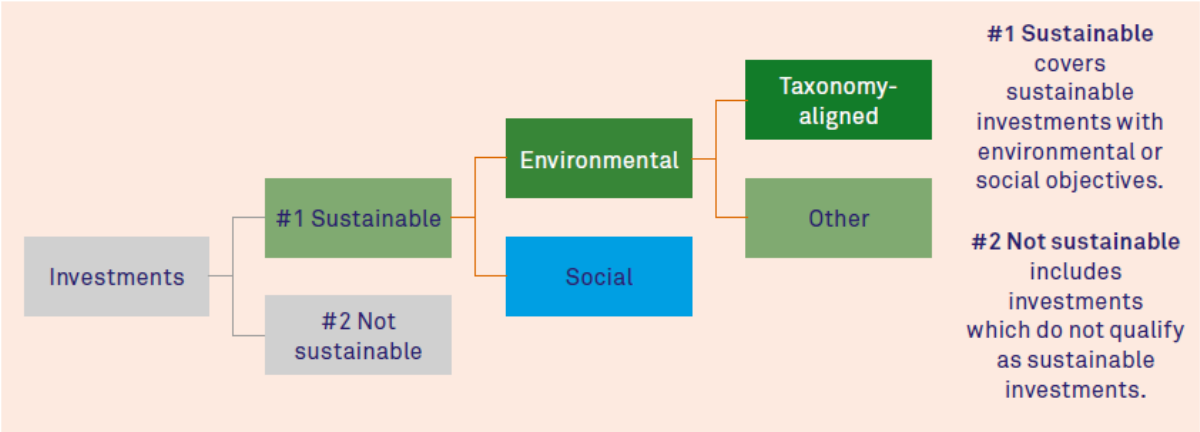 Investments
#1 Sustainable
#2 Not
sustainable
Environmental
Social
Taxonomy-
aligned
Other
#1 Sustainable
covers
sustainable
investments with
environmental or
social objectives.
#2 Not sustainable
includes
investments
which do not qualify
as sustainable
investments.